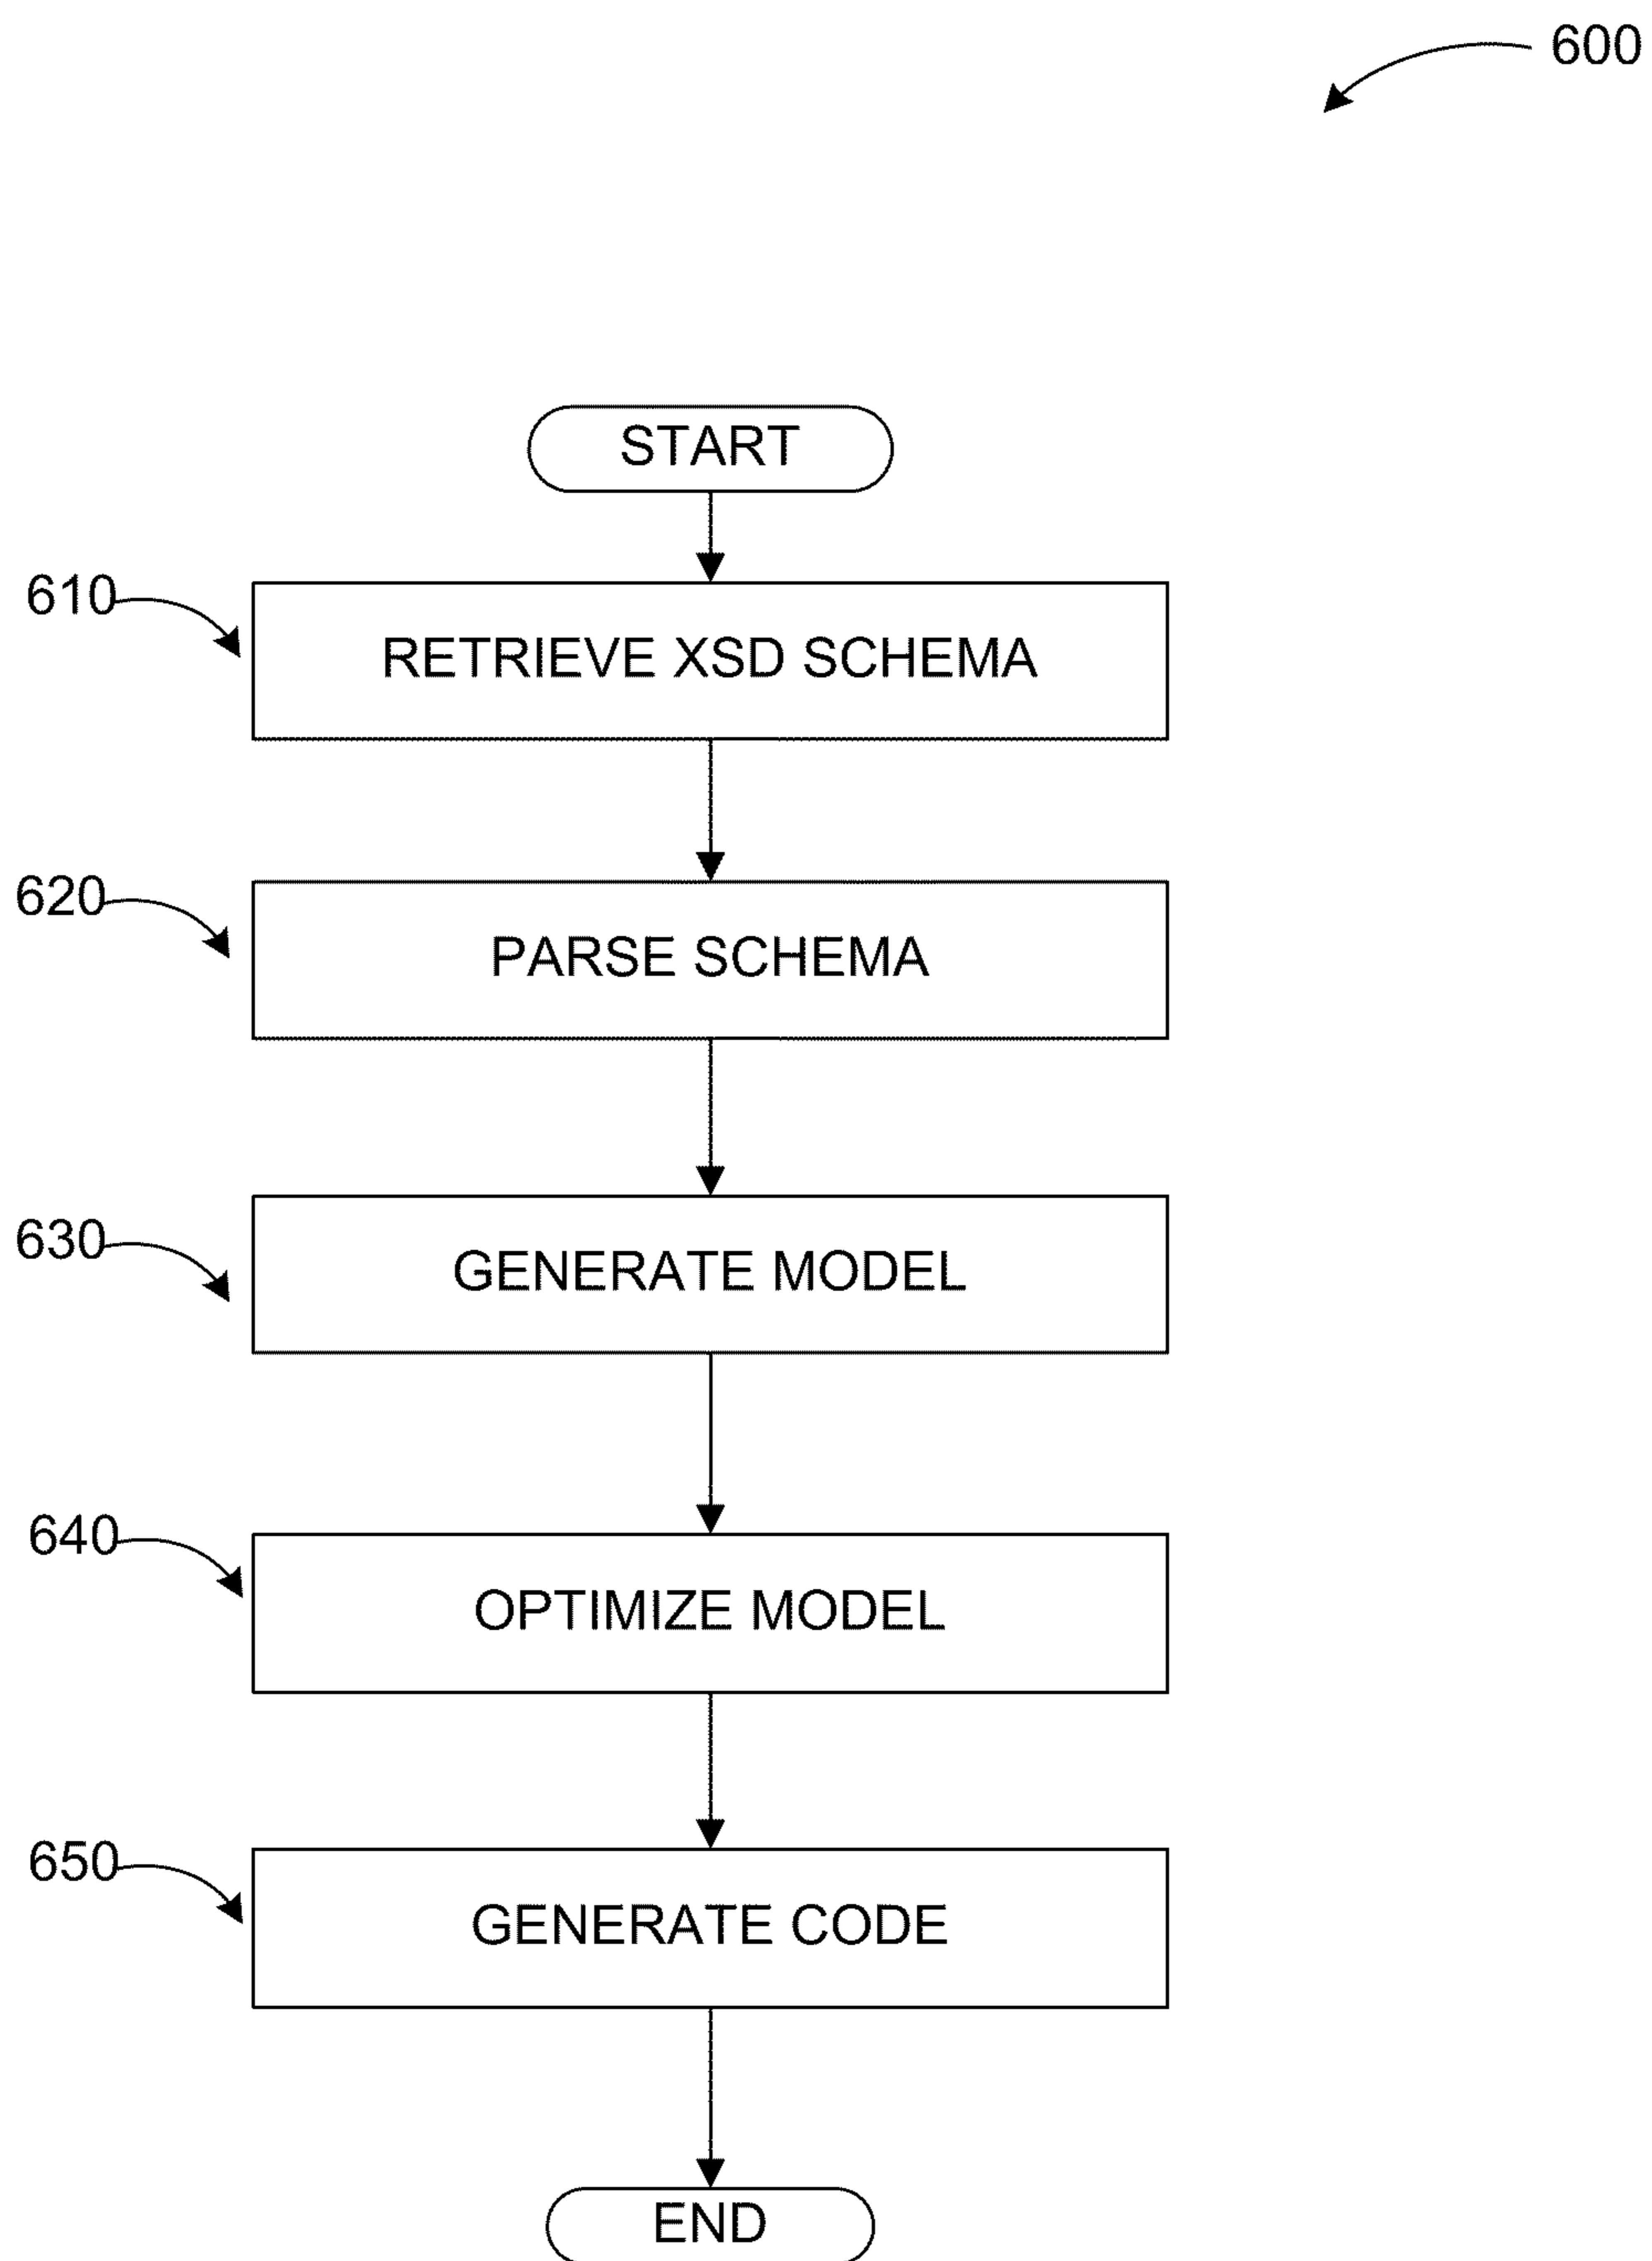 600
START
610
RETRIEVE XSD SCHEMA
620
PARSE SCHEMA
630
GENERATE MODEL
640
OPTIMIZE MODEL
650
GENERATE CODE
END